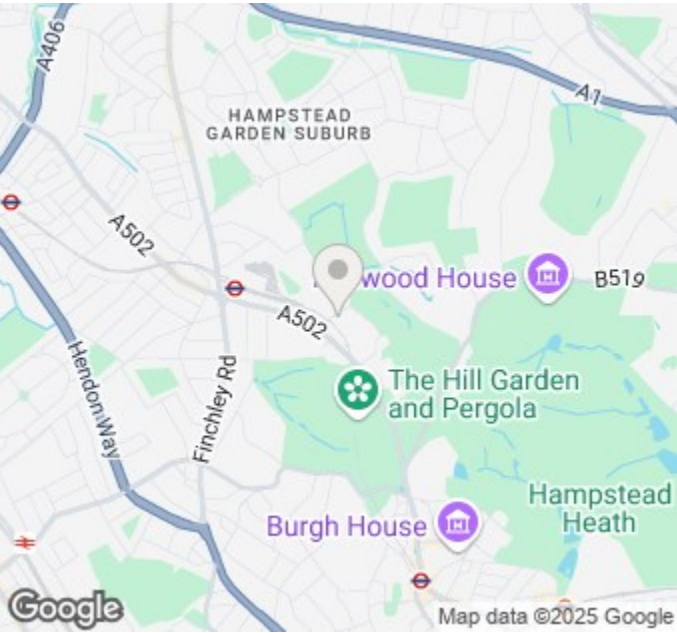 A406
A1
HAMPSTEAD
GARDEN SUBURB
A502
wood House
B519
A502
The Hill Garden
and Pergola
Hendon Way
Finchley Rd
Hampstead
Heath
Burgh House
Google
Map data ©2025 Google